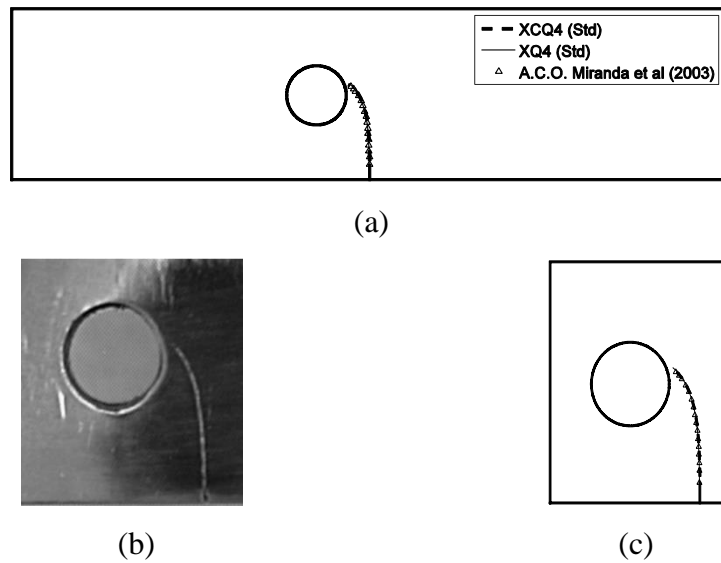 XCQ4 (Std)
XQ4 (Std)
A.C.O. Miranda et al (2003)
(a)
(b)
(c)